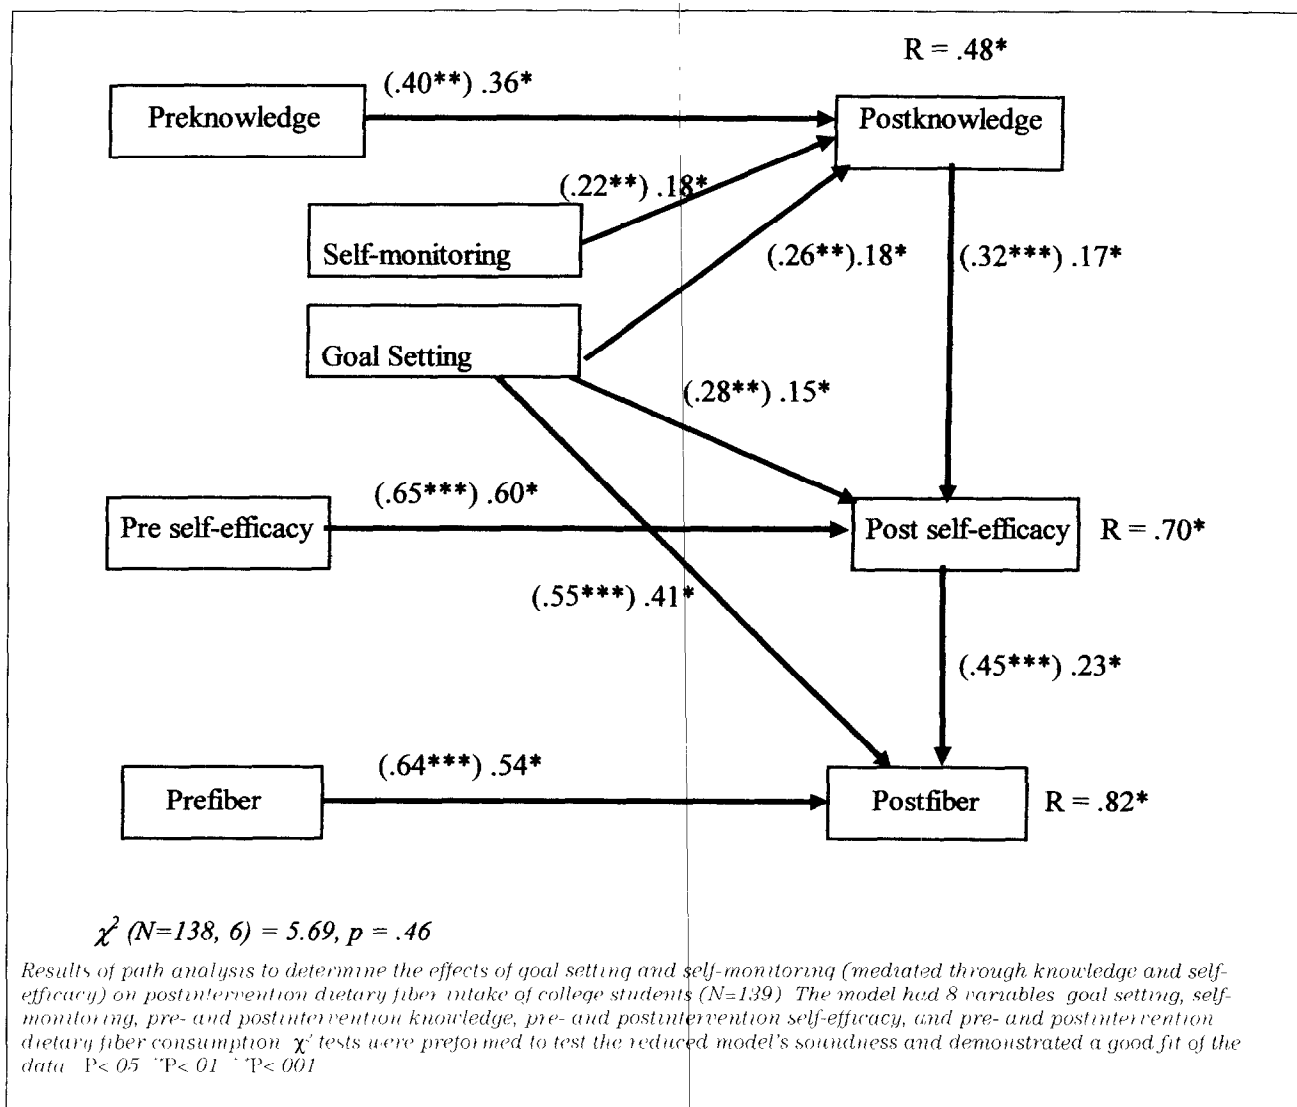 R = .48*
(.40**) .36*
Preknowledge
Postknowledge
(.22**) .18*
Self-monitoring
(.26**).18*
(.32***) .17*
Goal Setting
(.28**) .15*
(.65***) .60*
Pre self-efficacy
Post self-efficacy
R = .70*
(.55***) .41*
(.45***) .23*
(.64***) .54*
Prefiber
Postfiber
R = .82*
χ² (N=138, 6) = 5.69, p = .46
Results of path analysis to determine the effects of goal setting and self-monitoring (mediated through knowledge and self-
efficacy) on postintervention dietary fiber intake of college students (N=139) The model had 8 variables goal setting, self-
monitoring, pre- and postintervention knowledge, pre- and postintervention self-efficacy, and pre- and postintervention
dietary fiber consumption χ² tests were preformed to test the reduced model's soundness and demonstrated a good fit of the
data P< 05 **P< 01 ***P< 001